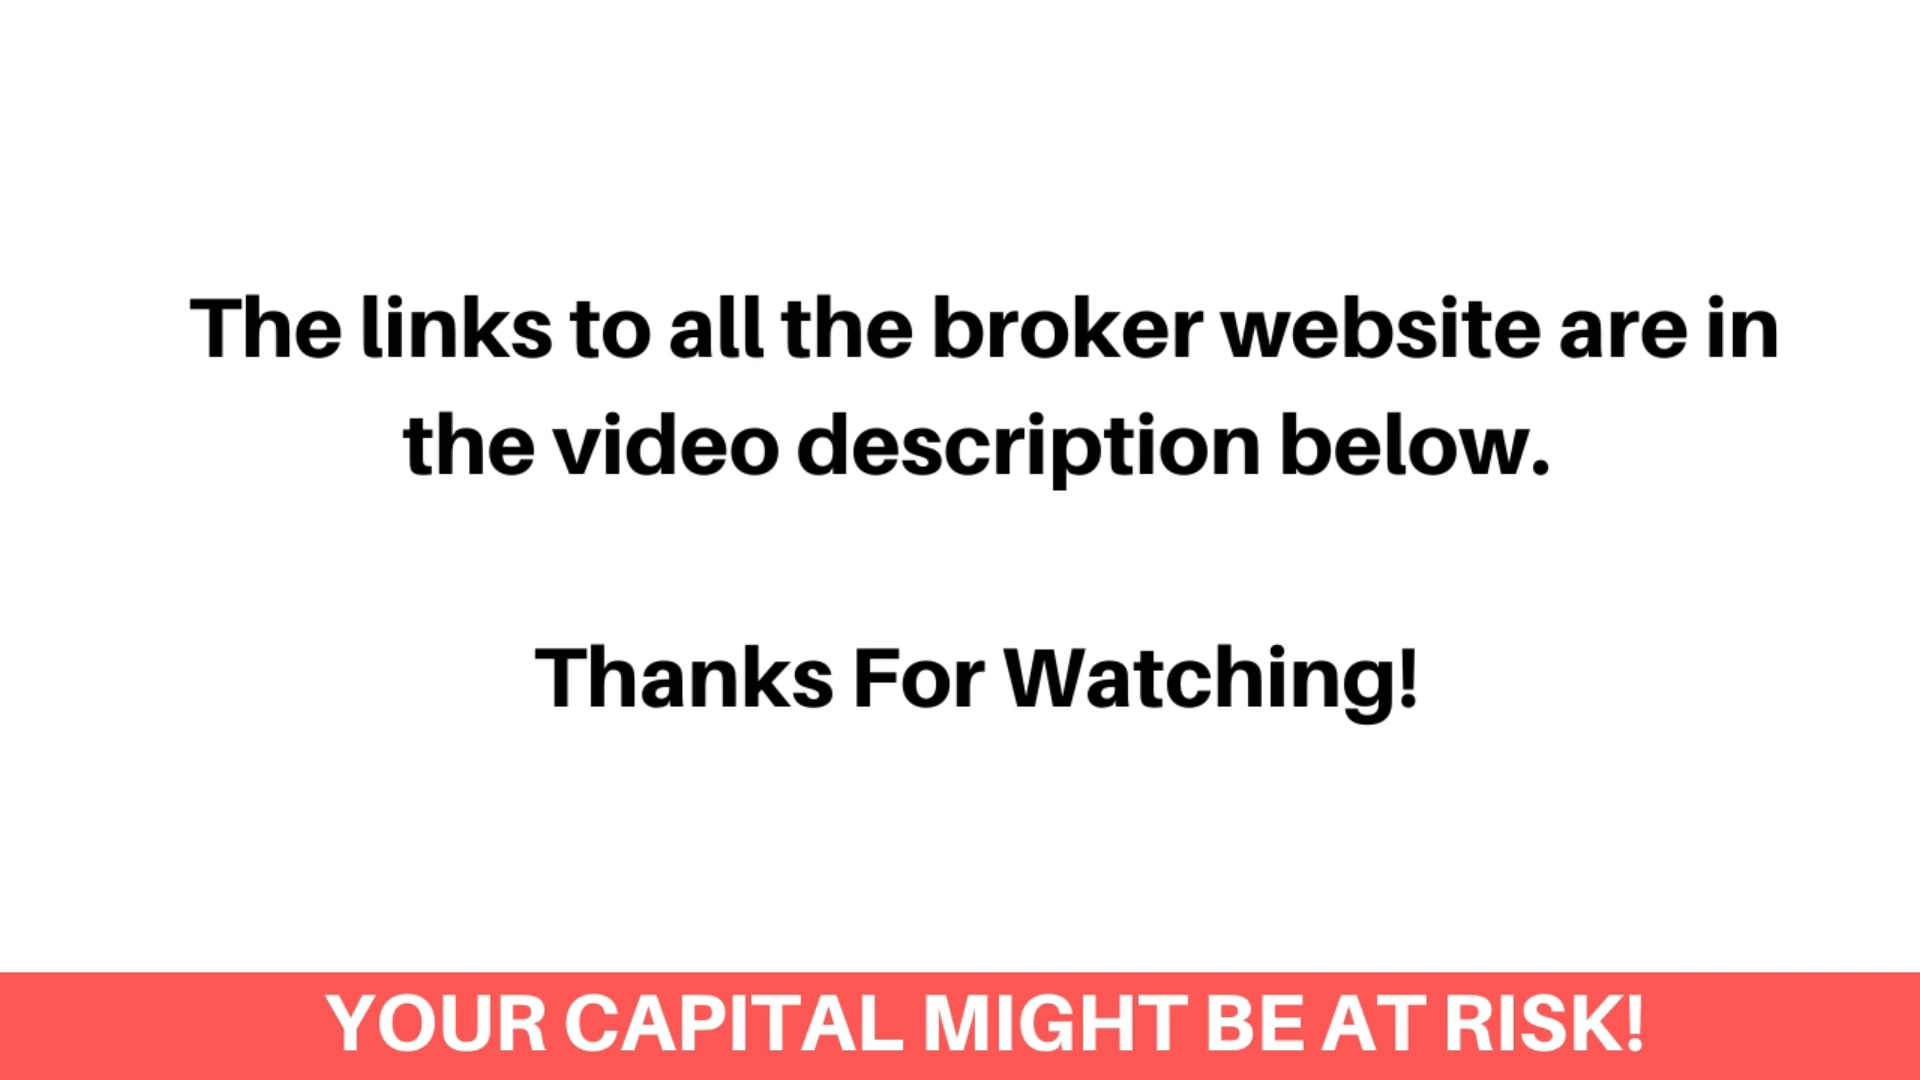 The links to all the broker website are in
the video description below.
Thanks For Watching!
YOUR CAPITAL MIGHT BE AT RISK!